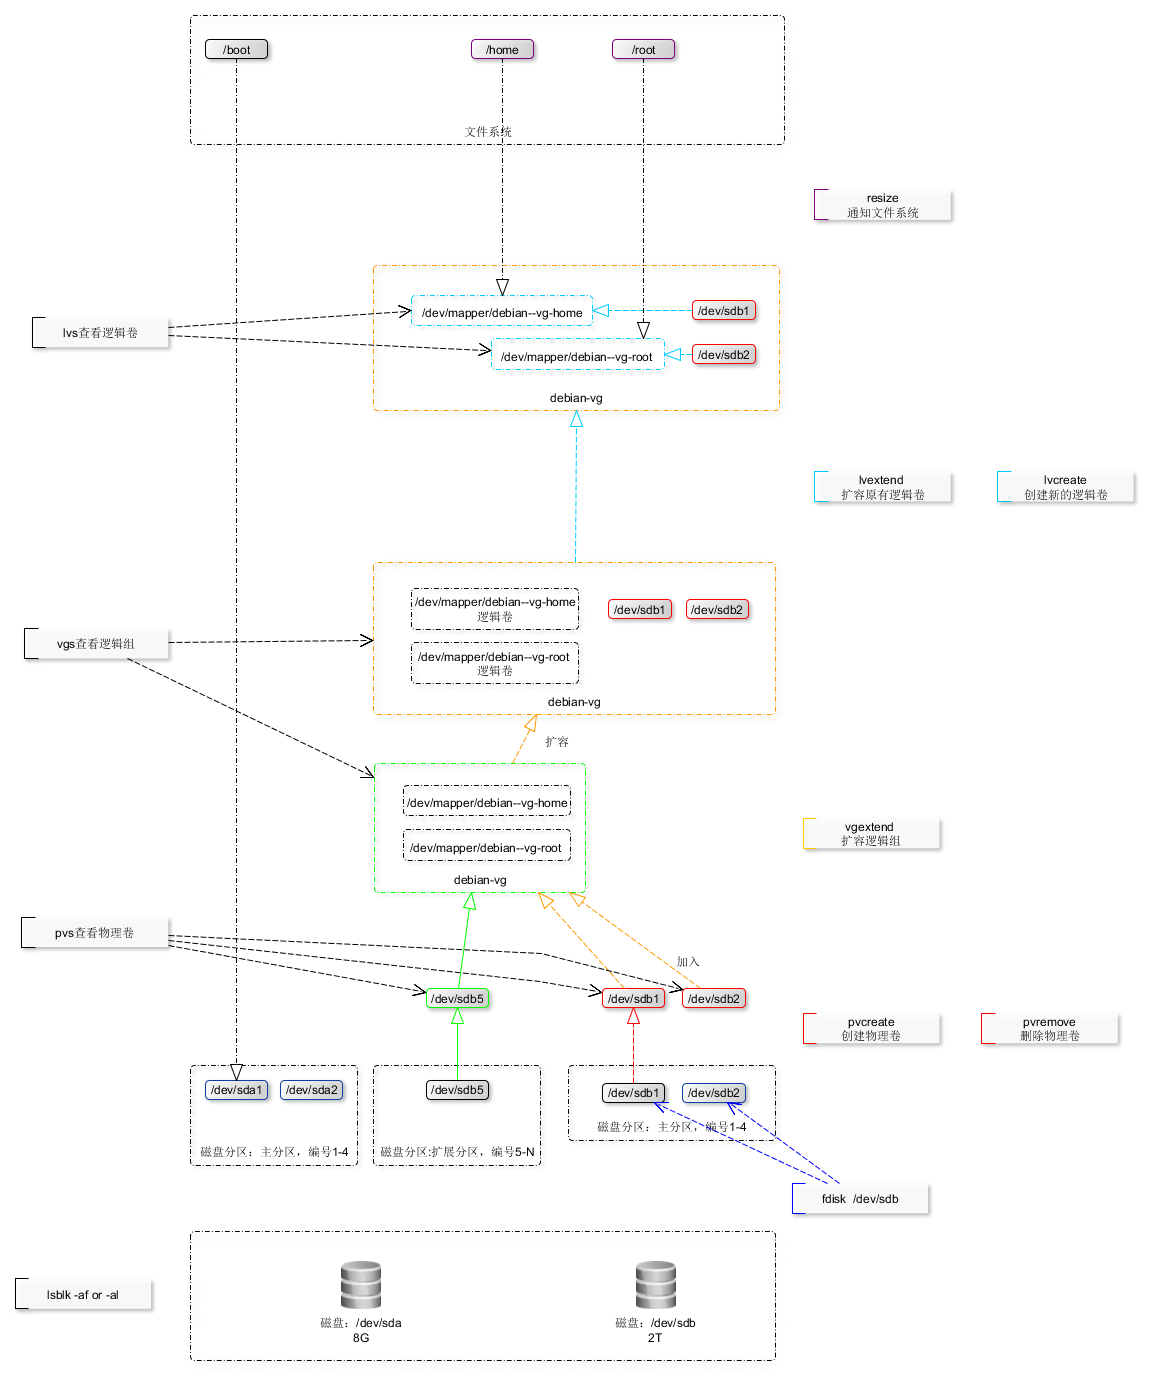 /boot
/home
/root
文件系统
resize
通知文件系统
/dev/mapper/debian--vg-home
/dev/sdb1
lvs查看逻辑卷
/dev/mapper/debian--vg-root
/dev/sdb2
debian-vg
lvextend
扩容原有逻辑卷
lvcreate
创建新的逻辑卷
/dev/mapper/debian--vg-home
逻辑卷
/dev/sdb1
/dev/sdb2
vgs查看逻辑组
/dev/mapper/debian--vg-root
逻辑卷
debian-vg
扩容
/dev/mapper/debian--vg-home
/dev/mapper/debian--vg-root
debian-vg
vgextend
扩容逻辑组
pvs查看物理卷
加入
/dev/sdb5
/dev/sdb1
/dev/sdb2
pvcreate
创建物理卷
pvremove
删除物理卷
/dev/sda1
/dev/sda2
/dev/sdb5
/dev/sdb1
/dev/sdb2
磁盘分区：主分区，编号1-4
磁盘分区:扩展分区，编号5-N
磁盘分区：主分区，编号1-4
fdisk  /dev/sdb
lsblk -af or -al
磁盘：/dev/sda
8G
磁盘：/dev/sdb
2T